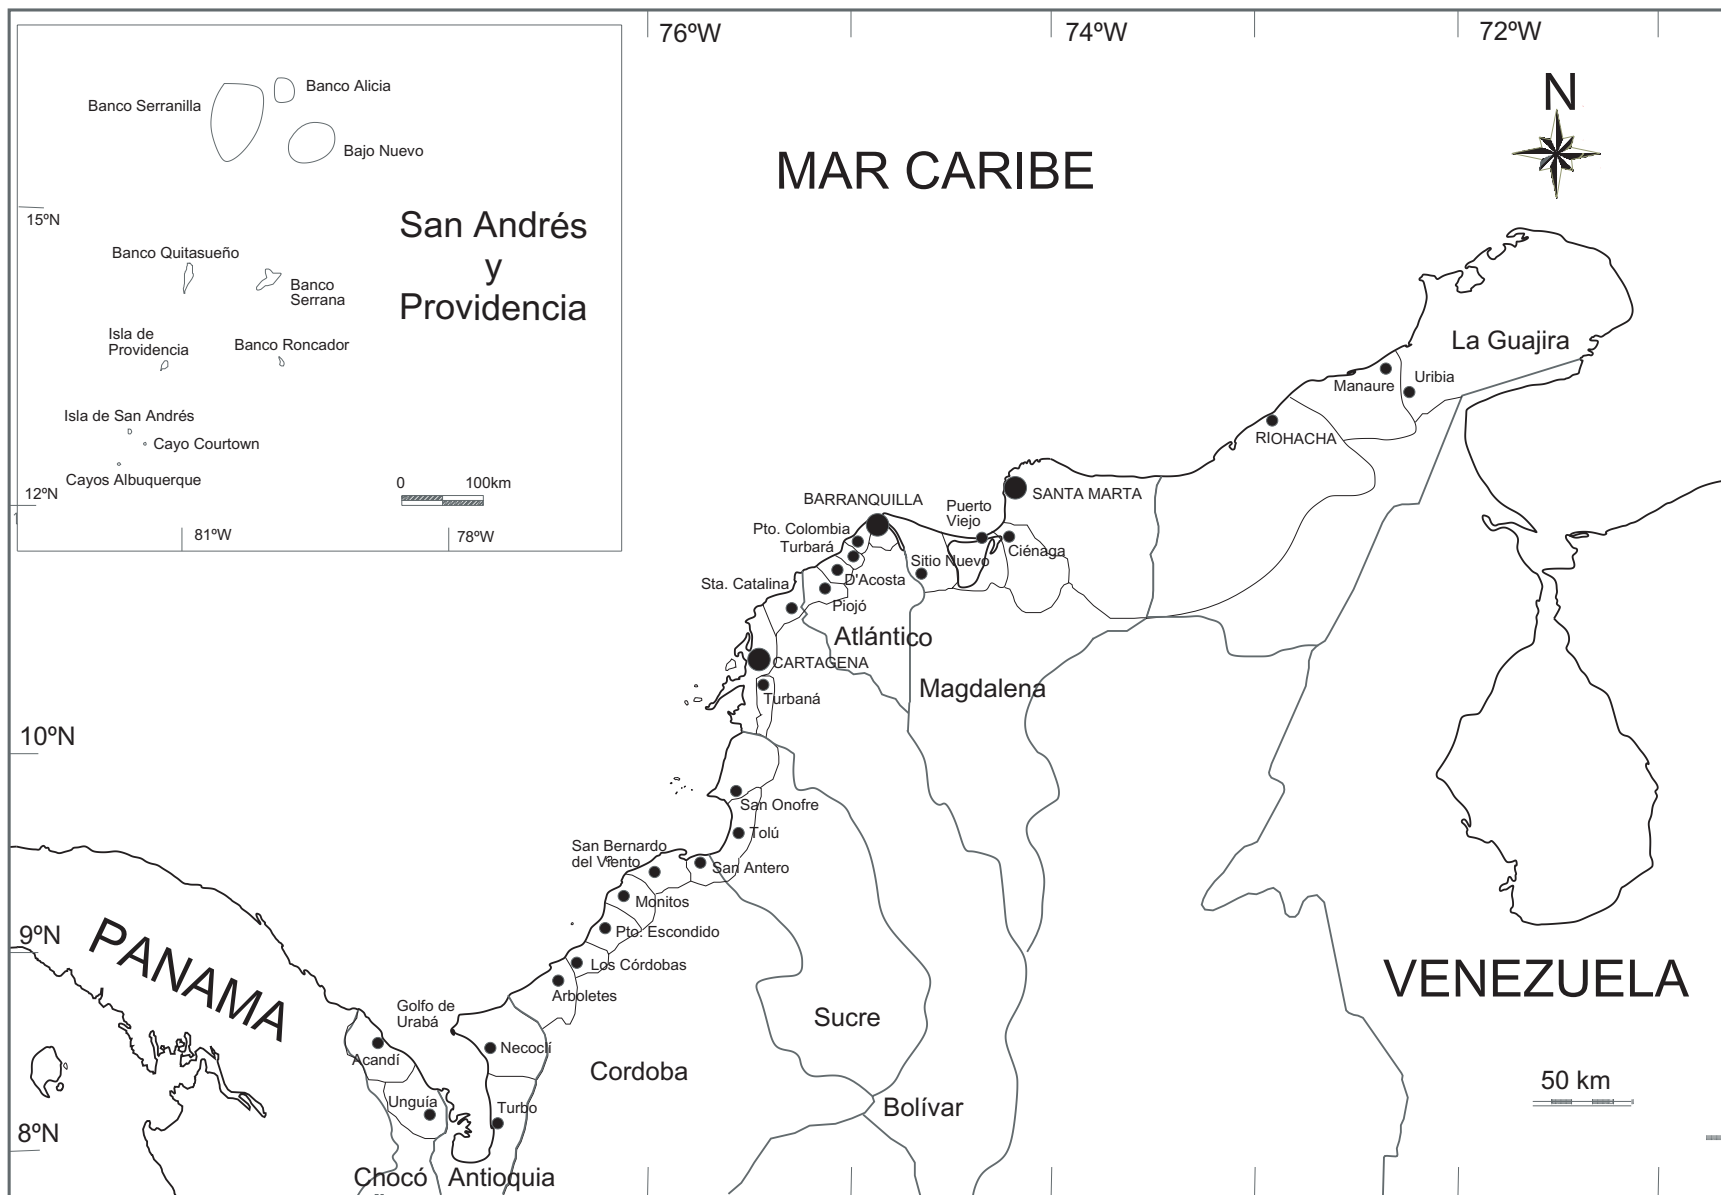 76ºW
74ºW
72ºW
Banco Alicia
Banco Serranilla
Bajo Nuevo
N
MAR CARIBE
15ºN
San Andrés
y
Providencia
Banco Quitasueño
Banco
Serrana
Isla de
Providencia
Banco Roncador
Isla de San Andrés
Cayo Courtown
Cayos Albuquerque
0
100km
12ºN
81ºW
78ºW
La Guajira
Manaure
Uribia
RIOHACHA
SANTA MARTA
BARRANQUILLA
Puerto
Viejo
Pto. Colombia
Turbará
Ciénaga
Sitio Nuevo
D'Acosta
Sta. Catalina
Piojó
Atlántico
CARTAGENA
Magdalena
Turbaná
10ºN
San Onofre
Tolú
San Bernardo
del Viento
San Antero
Monitos
Pto. Escondido
9ºN
PANAMA
Los Córdobas
Arboletes
VENEZUELA
Golfo de
Urabá
Sucre
Necoclí
Acandí
Cordoba
50 km
Unguía
Turbo
Bolívar
8ºN
Chocó
Antioquia